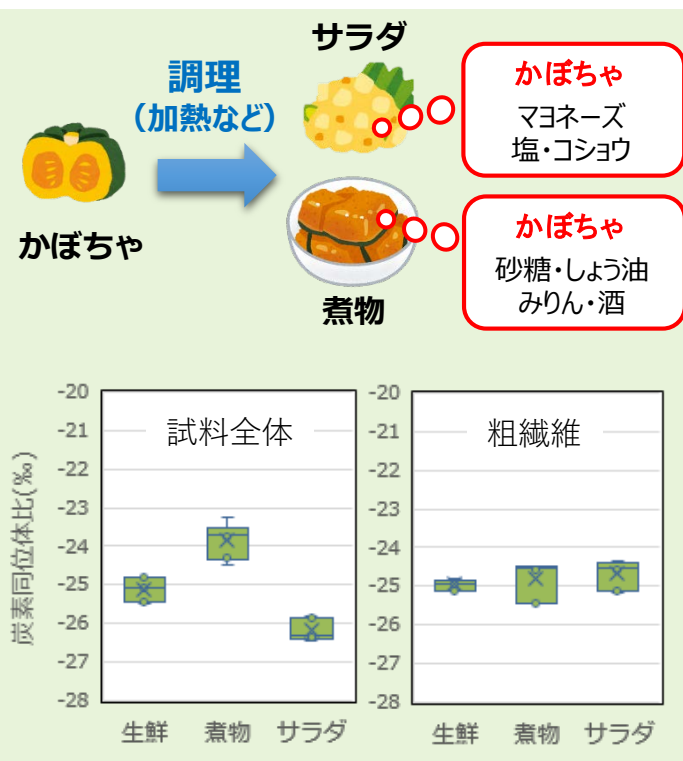 サラダ
調理
（加熱など）
かぼちゃ
マヨネーズ
塩・コショウ
かぼちゃ
かぼちゃ
砂糖・しょう油
みりん・酒
煮物
炭素同位体比(‰)
試料全体
-20
-21
-22
-23
-24
-25
-26
-27
-28
生鮮 煮物 サラダ
粗繊維
-20
-21
-22
-23
-24
-25
-26
-27
-28
生鮮 煮物 サラダ